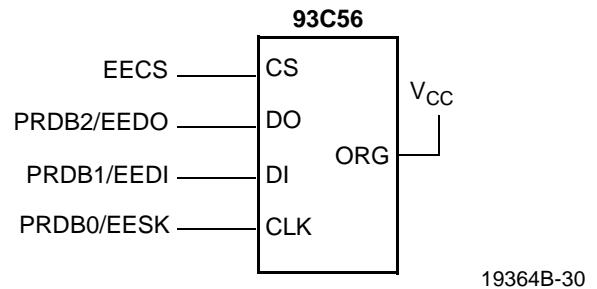 93C56
EECS CS
PRDB2/EEDO DO
PRDB1/EEDI DI
PRDB0/EESK CLK
ORG
VCC
19364B-30